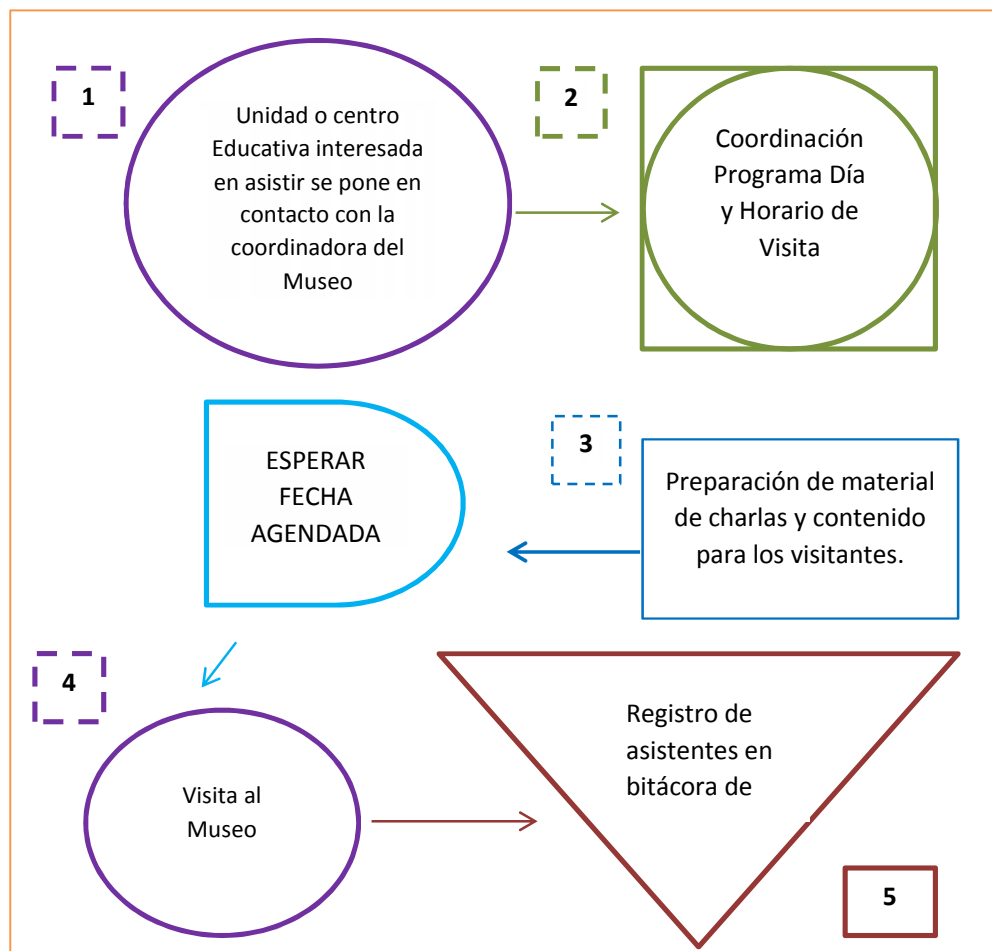 1
Unidad o centro
Educativa interesada
en asistir se pone en
contacto con la
coordinadora del
Museo
2
Coordinación
Programa Día
y Horario de
Visita
3
Preparación de material
de charlas y contenido
para los visitantes.
ESPERAR
FECHA
AGENDADA
4
Visita al
Museo
Registro de
asistentes en
bitácora de
5